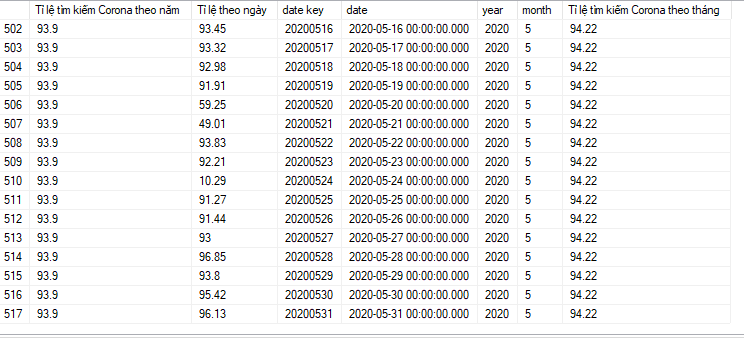 Tỉ lệ tìm kiếm Corona theo năm Tỉ lệ theo ngày date key date year month Tỉ lệ tìm kiếm Corona theo tháng
502 93.9 93.45 20200516 2020-05-16 00:00:00.000 2020 5 94.22
503 93.9 93.32 20200517 2020-05-17 00:00:00.000 2020 5 94.22
504 93.9 92.98 20200518 2020-05-18 00:00:00.000 2020 5 94.22
505 93.9 91.91 20200519 2020-05-19 00:00:00.000 2020 5 94.22
506 93.9 59.25 20200520 2020-05-20 00:00:00.000 2020 5 94.22
507 93.9 49.01 20200521 2020-05-21 00:00:00.000 2020 5 94.22
508 93.9 93.83 20200522 2020-05-22 00:00:00.000 2020 5 94.22
509 93.9 92.21 20200523 2020-05-23 00:00:00.000 2020 5 94.22
510 93.9 10.29 20200524 2020-05-24 00:00:00.000 2020 5 94.22
511 93.9 91.27 20200525 2020-05-25 00:00:00.000 2020 5 94.22
512 93.9 91.44 20200526 2020-05-26 00:00:00.000 2020 5 94.22
513 93.9 93 20200527 2020-05-27 00:00:00.000 2020 5 94.22
514 93.9 96.85 20200528 2020-05-28 00:00:00.000 2020 5 94.22
515 93.9 93.8 20200529 2020-05-29 00:00:00.000 2020 5 94.22
516 93.9 95.42 20200530 2020-05-30 00:00:00.000 2020 5 94.22
517 93.9 96.13 20200531 2020-05-31 00:00:00.000 2020 5 94.22